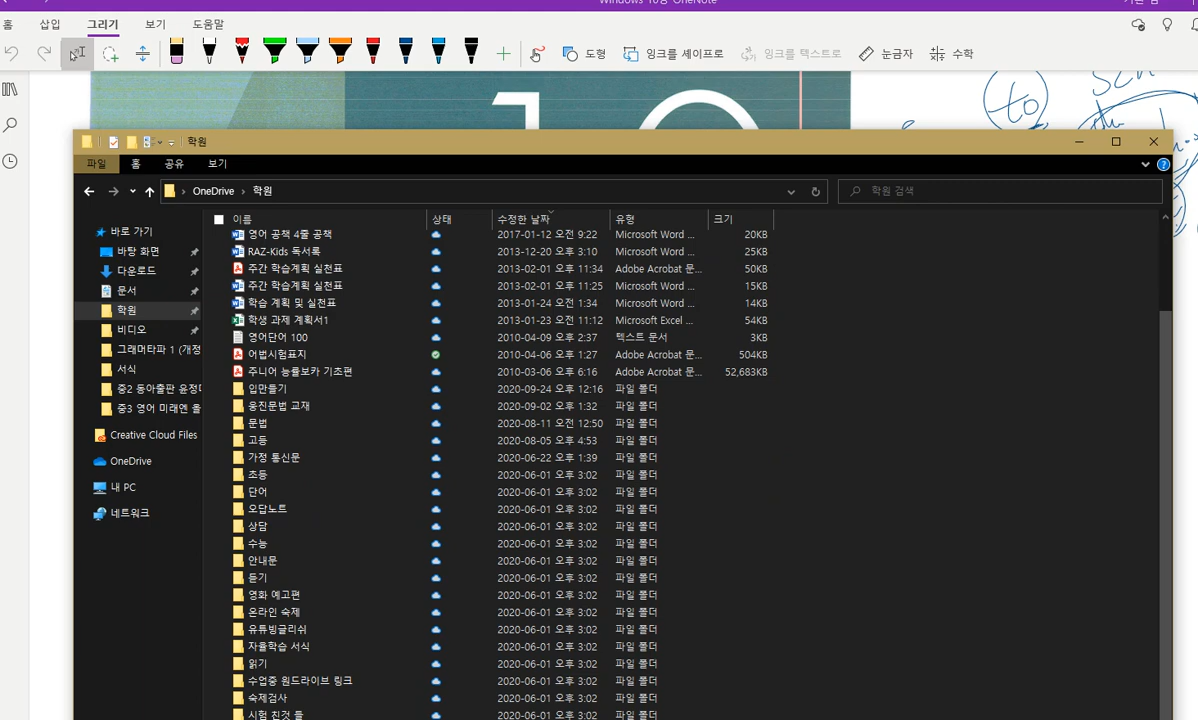 Windows 10용 OneNote
홈 삽입 그리기 보기 도움말
도형 잉크를 셰이프로 잉크를 텍스트로 눈금자 수학
to
학원
파일 홈 공유 보기
OneDrive 학원 학원 검색
이름 상태 수정한 날짜 유형 크기
바로 가기
바탕 화면
다운로드
문서
학원
비디오
그래머타파 1 (개정
서식
중2 동아출판 윤정미
중3 영어 미래엔 올
Creative Cloud Files
OneDrive
내 PC
네트워크
영어 공책 4줄 공책 2017-01-12 오전 9:22 Microsoft Word ... 20KB
RAZ-Kids 독서록 2013-12-20 오후 3:10 Microsoft Word ... 25KB
주간 학습계획 실천표 2013-02-01 오후 11:34 Adobe Acrobat 문... 50KB
주간 학습계획 실천표 2013-02-01 오후 11:25 Microsoft Word ... 15KB
학습 계획 및 실천표 2013-01-24 오전 1:34 Microsoft Word ... 14KB
학생 과제 계획서1 2013-01-23 오전 11:12 Microsoft Excel ... 54KB
영어단어 100 2010-04-09 오후 2:37 텍스트 문서 3KB
어법시험표지 2010-04-06 오후 1:27 Adobe Acrobat 문... 504KB
주니어 능률보카 기초편 2010-03-06 오후 6:16 Adobe Acrobat 문... 52,683KB
입만들기 2020-09-24 오후 12:16 파일 폴더
웅진문법 교재 2020-09-02 오후 1:32 파일 폴더
문법 2020-08-11 오전 12:50 파일 폴더
고등 2020-08-05 오후 4:53 파일 폴더
가정 통신문 2020-06-22 오후 1:39 파일 폴더
초등 2020-06-01 오후 3:02 파일 폴더
단어 2020-06-01 오후 3:02 파일 폴더
오답노트 2020-06-01 오후 3:02 파일 폴더
상담 2020-06-01 오후 3:02 파일 폴더
수능 2020-06-01 오후 3:02 파일 폴더
안내문 2020-06-01 오후 3:02 파일 폴더
듣기 2020-06-01 오후 3:02 파일 폴더
영화 예고편 2020-06-01 오후 3:02 파일 폴더
온라인 숙제 2020-06-01 오후 3:02 파일 폴더
유튜빙글리쉬 2020-06-01 오후 3:02 파일 폴더
자율학습 서식 2020-06-01 오후 3:02 파일 폴더
읽기 2020-06-01 오후 3:02 파일 폴더
수업중 원드라이브 링크 2020-06-01 오후 3:02 파일 폴더
숙제검사 2020-06-01 오후 3:02 파일 폴더
시험 친것 들 2020-06-01 오후 3:02 파일 폴더